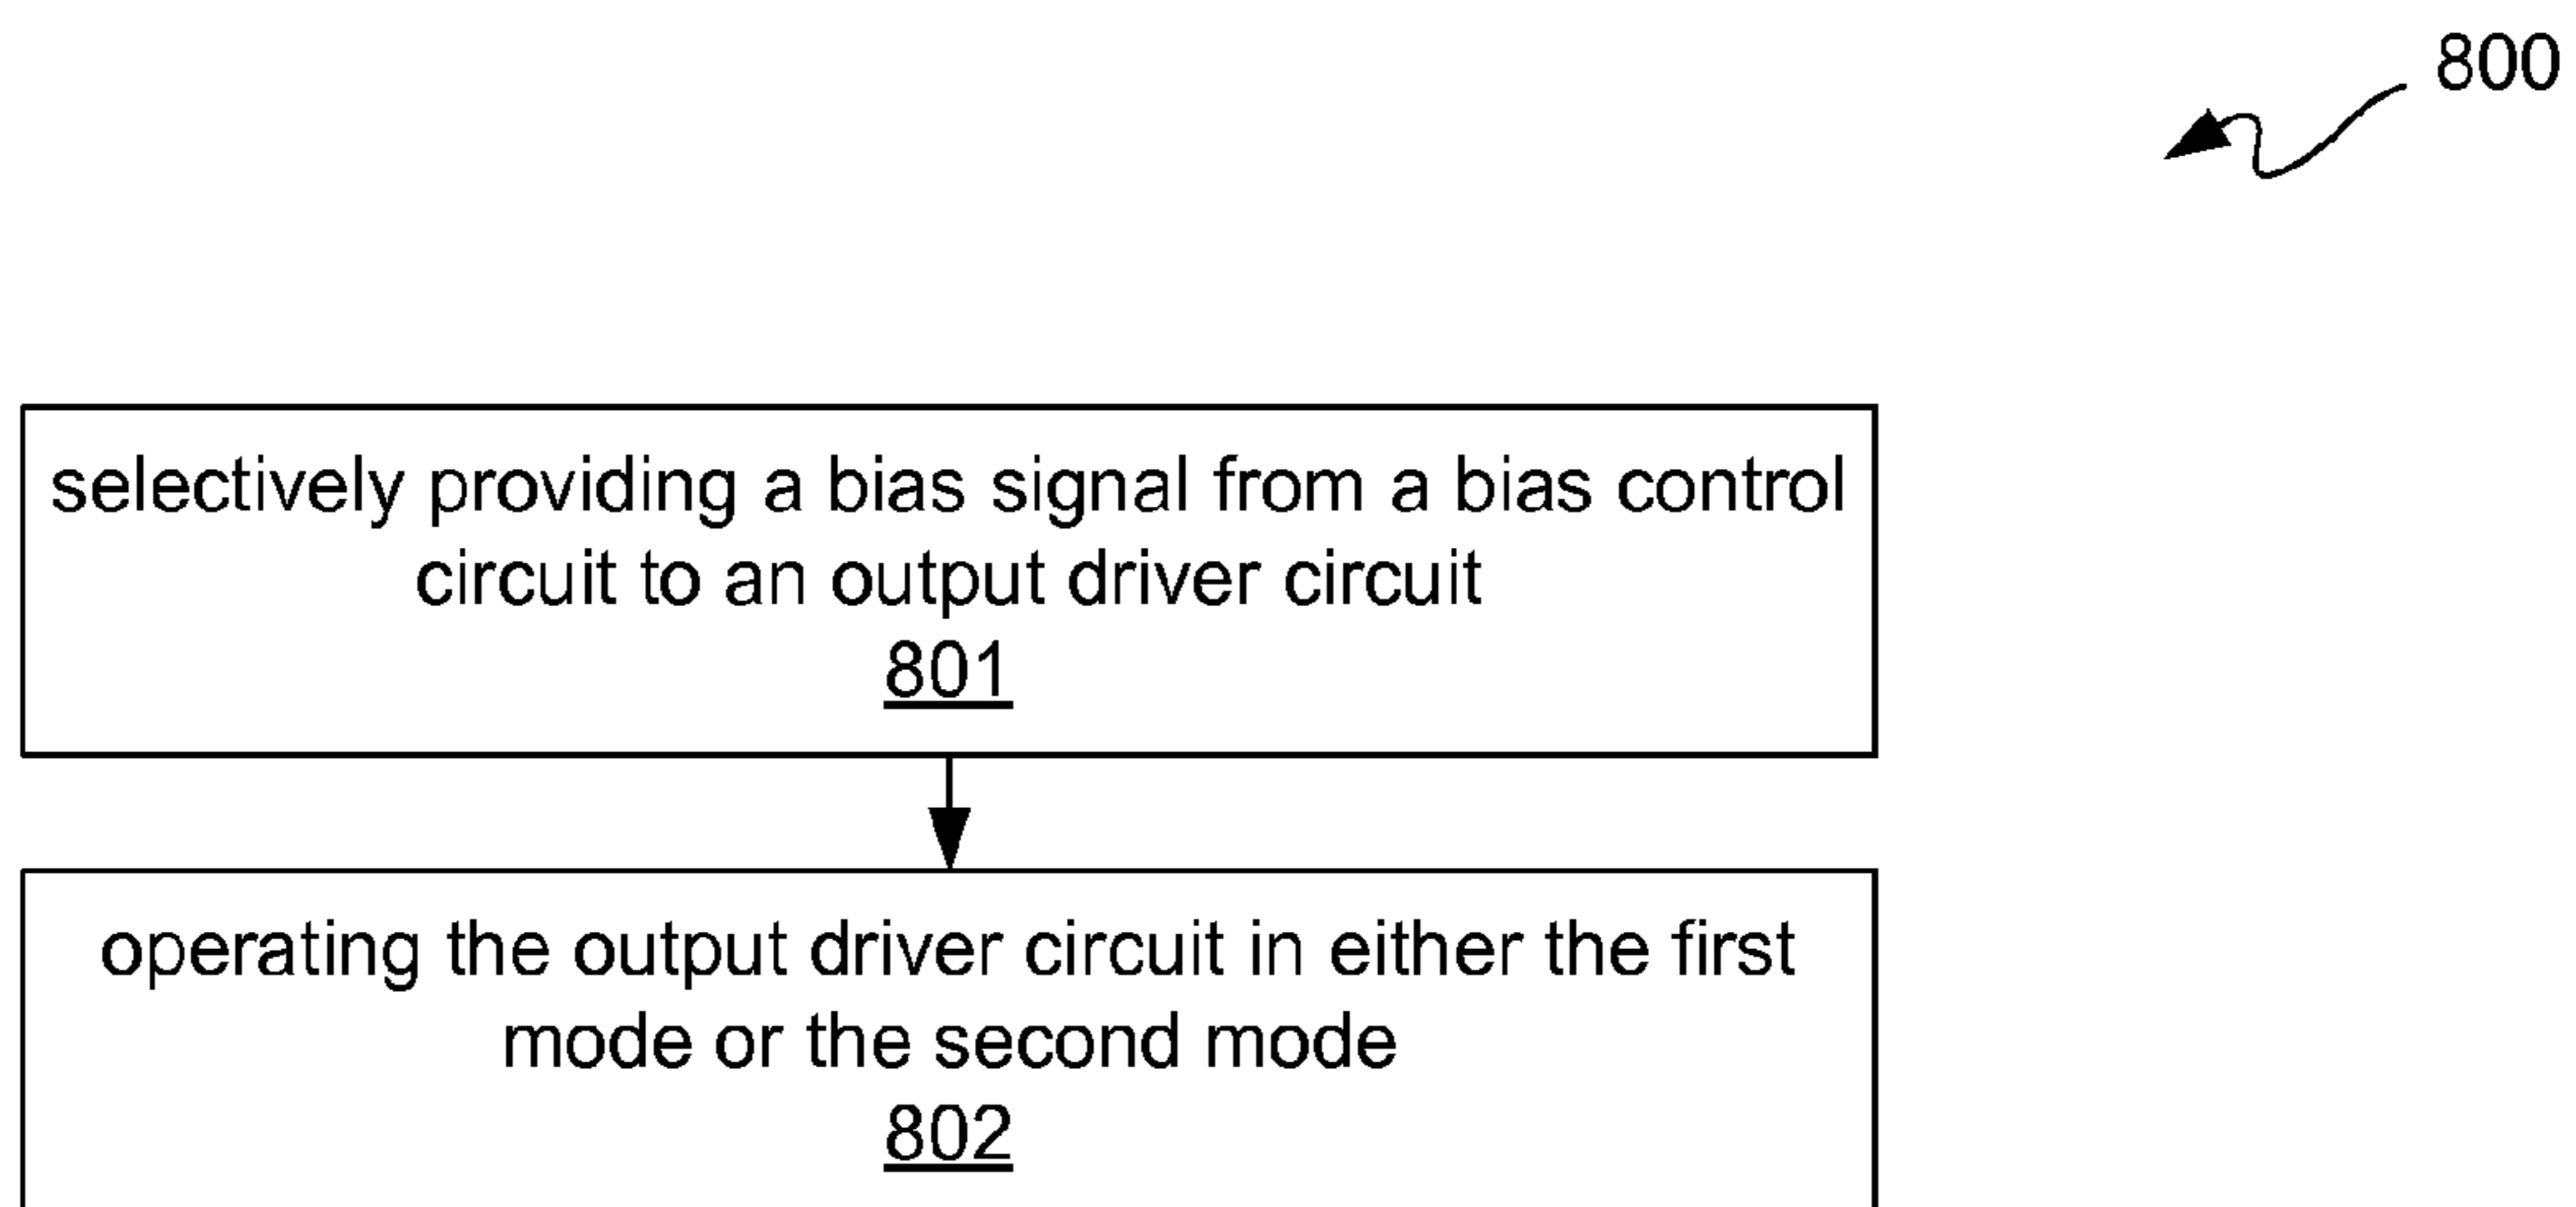 800
selectively providing a bias signal from a bias control
circuit to an output driver circuit
801
operating the output driver circuit in either the first
mode or the second mode
802